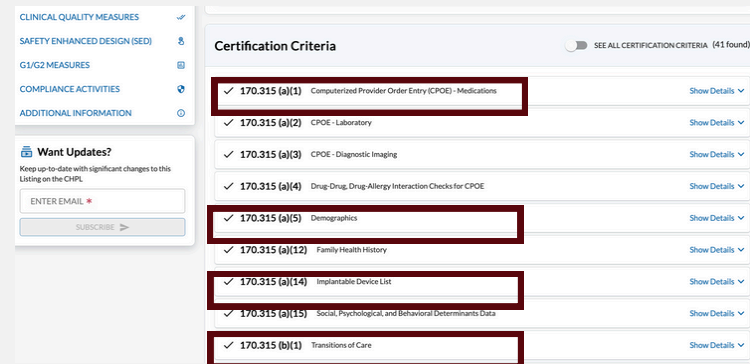 CLINICAL QUALITY MEASURES
SAFETY ENHANCED DESIGN (SED)
G1/G2 MEASURES
COMPLIANCE ACTIVITIES
ADDITIONAL INFORMATION
Want Updates?
Keep up-to-date with significant changes to this
Listing on the CHPL
ENTER EMAIL *
SUBSCRIBE
Certification Criteria
SEE ALL CERTIFICATION CRITERIA (41 found)
170.315 (a)(1) Computerized Provider Order Entry (CPOE) - Medications Show Details
170.315 (a)(2) CPOE - Laboratory Show Details
170.315 (a)(3) CPOE - Diagnostic Imaging Show Details
170.315 (a)(4) Drug-Drug, Drug-Allergy Interaction Checks for CPOE Show Details
170.315 (a)(5) Demographics Show Details
170.315 (a)(12) Family Health History Show Details
170.315 (a)(14) Implantable Device List Show Details
170.315 (a)(15) Social, Psychological, and Behavioral Determinants Data Show Details
170.315 (b)(1) Transitions of Care Show Details